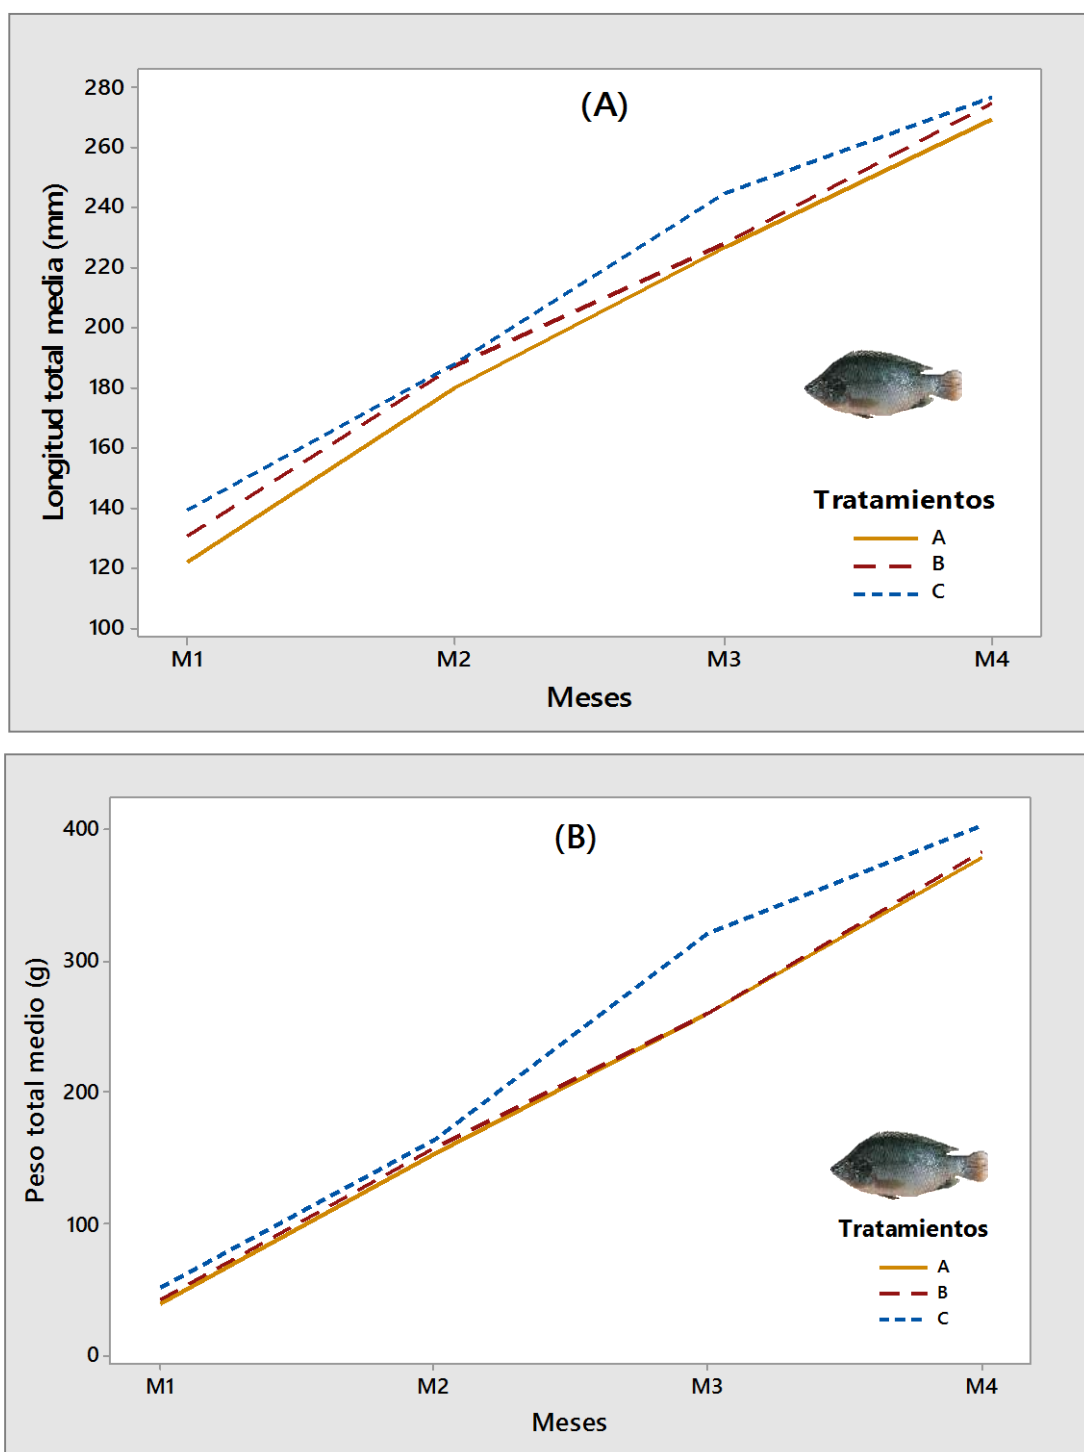 (A)
Longitud total media (mm)
280
260
240
220
200
180
160
140
120
100
Tratamientos
A
B
C
M1 M2 M3 M4
Meses
(B)
Peso total medio (g)
400
300
200
100
0
Tratamientos
A
B
C
M1 M2 M3 M4
Meses